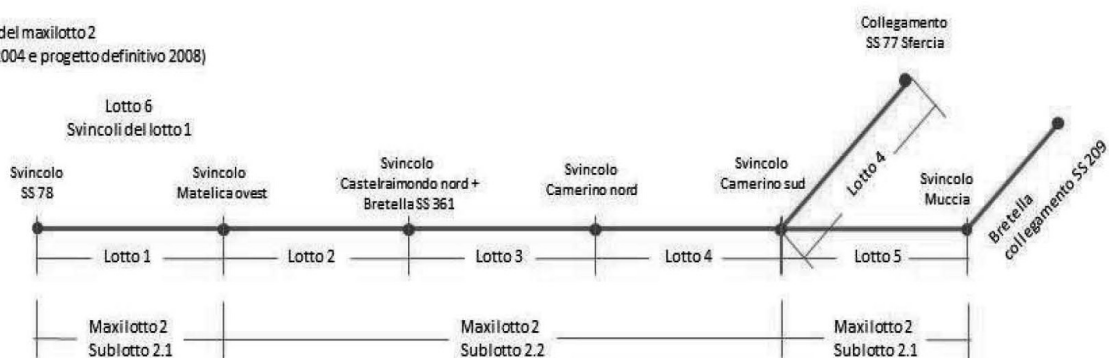 del maxilotto 2
2004 e progetto definitivo 2008)
Collegamento
SS 77 Sfercia
Lotto 6
Svincoli del lotto 1
Svincolo
SS 78
Svincolo
Matelica ovest
Svincolo
Castelraimondo nord +
Bretella SS 361
Svincolo
Camerino nord
Svincolo
Camerino sud
Lotto 4
Svincolo
Muccia
Bretella
collegamento SS 209
Lotto 1
Lotto 2
Lotto 3
Lotto 4
Lotto 5
Maxilotto 2
Sublotto 2.1
Maxilotto 2
Sublotto 2.2
Maxilotto 2
Sublotto 2.1